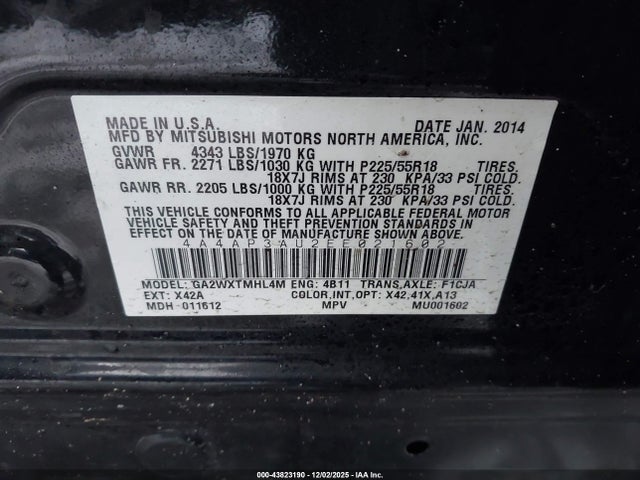 MADE IN U.S.A. DATE JAN. 2014
MFD BY MITSUBISHI MOTORS NORTH AMERICA, INC.
GVWR 4343 LBS/1970 KG
GAWR FR. 2271 LBS/1030 KG WITH P225/55R18 TIRES.
18X7J RIMS AT 230 KPA/33 PSI COLD.
GAWR RR. 2205 LBS/1000 KG WITH P225/55R18 TIRES.
18X7J RIMS AT 230 KPA/33 PSI COLD.
THIS VEHICLE CONFORMS TO ALL APPLICABLE FEDERAL MOTOR
VEHICLE SAFETY AND THEFT PREVENTION STANDARDS IN
EFFECT ON THE DATE OF MANUFACTURE SHOWN ABOVE.
4A4AP3AU2EE021602
MODEL: GA2WXTMHL4M ENG: 4B11 TRANS,AXLE: F1CJA
EXT: X42A COLOR,INT,OPT: X42,41X,A13
MDH-011612 MPV MU001602
000-43823190 - 12/02/2025 - IAA Inc.